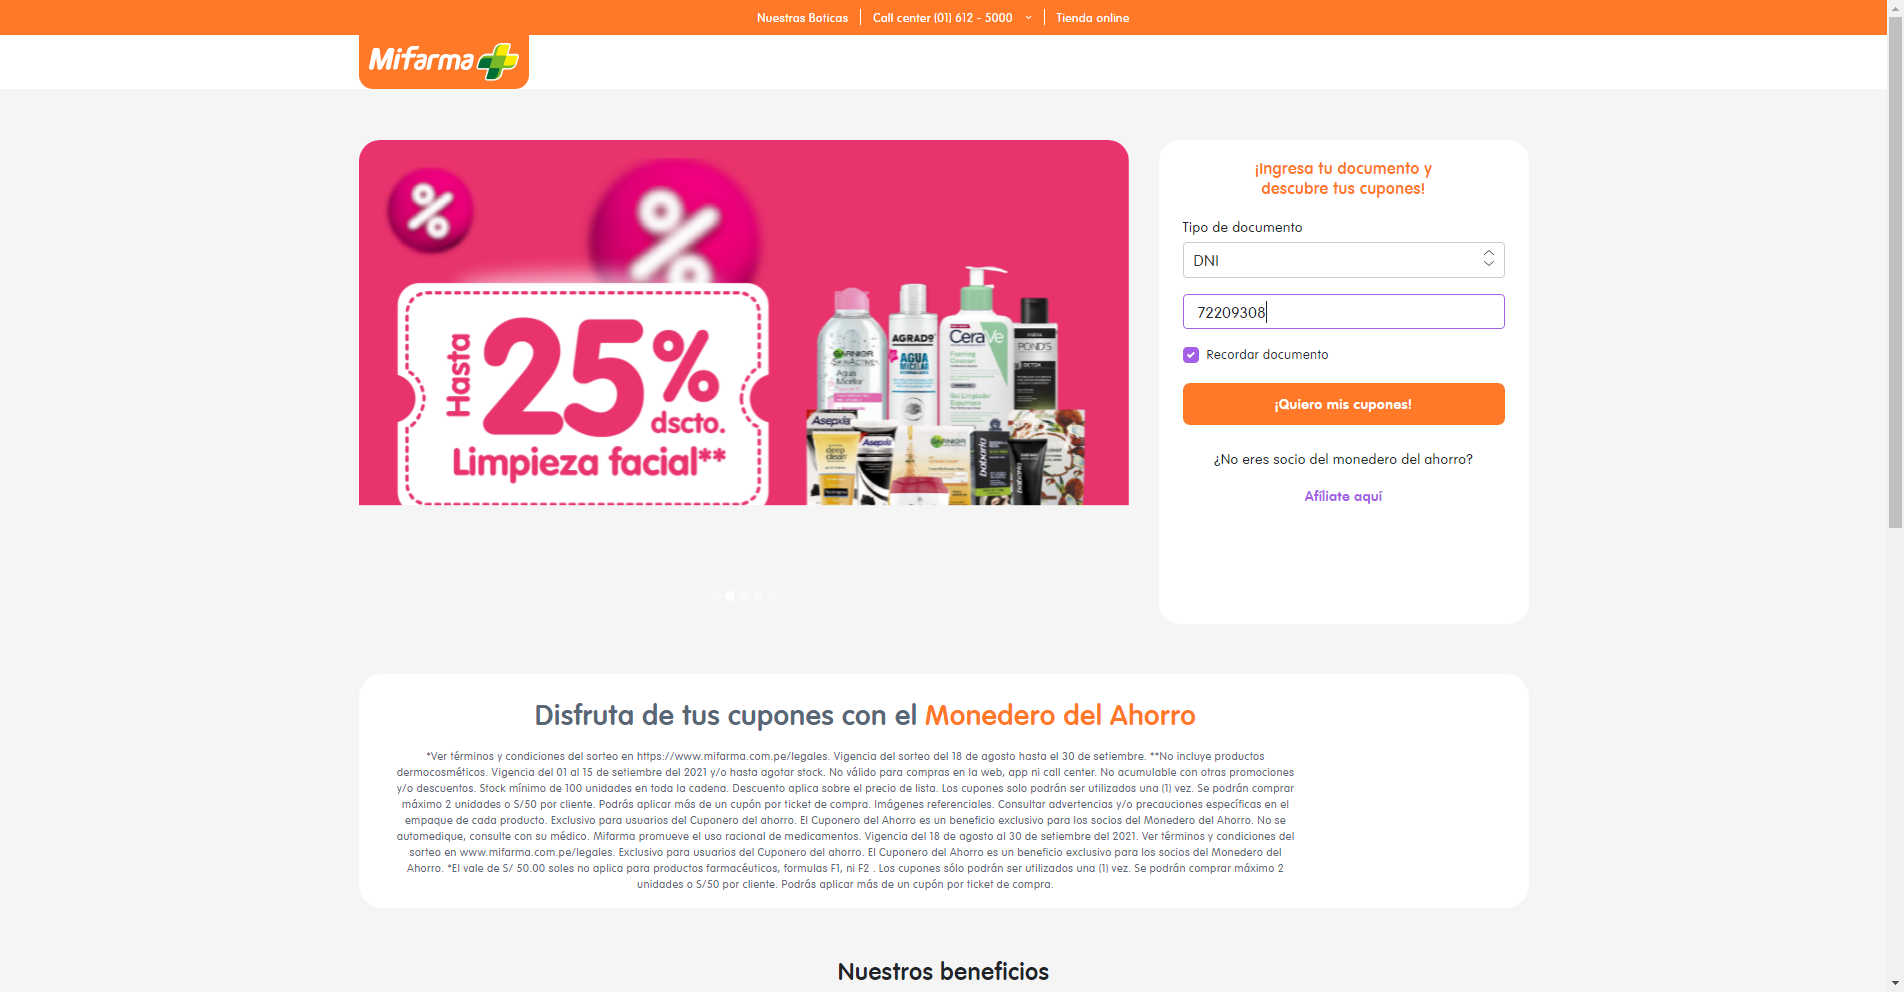 Nuestras Boticas
Call center (01) 612 - 5000
Tienda online
Mifarma
Hasta
25%
dscto.
Limpieza facial**
GARNIER
SKINACTIVE
Agua
Micelar
AGRADO
AGUA
MICELAR
CeraVe
Foaming
Cleanser
Gel Limpiador
Espumoso
POND'S
DETOX
Asepxia
Asepxia
GARNIER
deep
clean
Neutrogena
babaria
babaria
¡Ingresa tu documento y
descubre tus cupones!
Tipo de documento
DNI
72209308
Recordar documento
¡Quiero mis cupones!
¿No eres socio del monedero del ahorro?
Afíliate aquí
Disfruta de tus cupones con el Monedero del Ahorro
*Ver términos y condiciones del sorteo en https://www.mifarma.com.pe/legales. Vigencia del sorteo del 18 de agosto hasta el 30 de setiembre. **No incluye productos
dermocosméticos. Vigencia del 01 al 15 de setiembre del 2021 y/o hasta agotar stock. No válido para compras en la web, app ni call center. No acumulable con otras promociones
y/o descuentos. Stock mínimo de 100 unidades en toda la cadena. Descuento aplica sobre el precio de lista. Los cupones solo podrán ser utilizados una (1) vez. Se podrán comprar
máximo 2 unidades o S/50 por cliente. Podrás aplicar más de un cupón por ticket de compra. Imágenes referenciales. Consultar advertencias y/o precauciones específicas en el
empaque de cada producto. Exclusivo para usuarios del Cuponero del ahorro. El Cuponero del Ahorro es un beneficio exclusivo para los socios del Monedero del Ahorro. No se
automedique, consulte con su médico. Mifarma promueve el uso racional de medicamentos. Vigencia del 18 de agosto al 30 de setiembre del 2021. Ver términos y condiciones del
sorteo en www.mifarma.com.pe/legales. Exclusivo para usuarios del Cuponero del ahorro. El Cuponero del Ahorro es un beneficio exclusivo para los socios del Monedero del
Ahorro. *El vale de S/ 50.00 soles no aplica para productos farmacéuticos, formulas F1, ni F2 . Los cupones sólo podrán ser utilizados una (1) vez. Se podrán comprar máximo 2
unidades o S/50 por cliente. Podrás aplicar más de un cupón por ticket de compra.
Nuestros beneficios